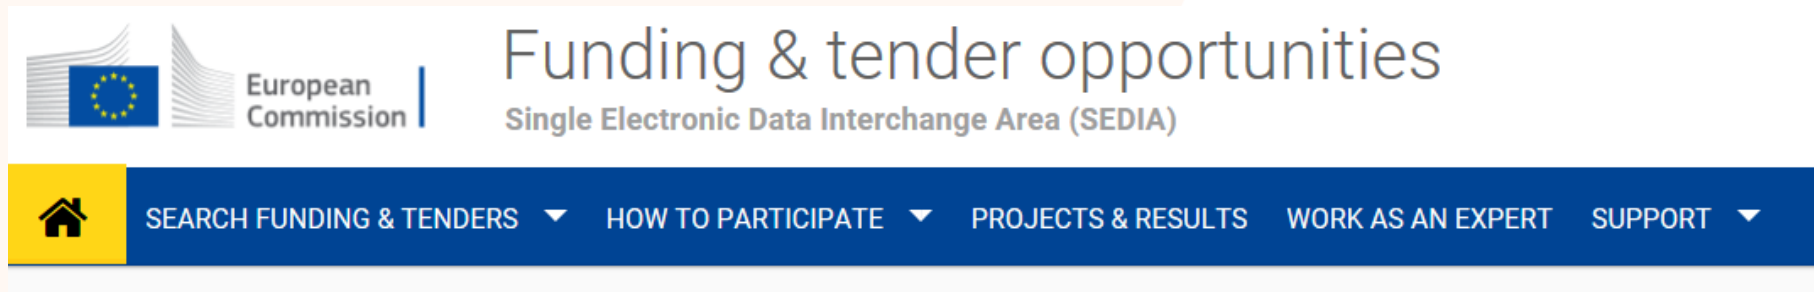 European
Commission
Funding & tender opportunities
Single Electronic Data Interchange Area (SEDIA)
SEARCH FUNDING & TENDERS HOW TO PARTICIPATE PROJECTS & RESULTS WORK AS AN EXPERT SUPPORT